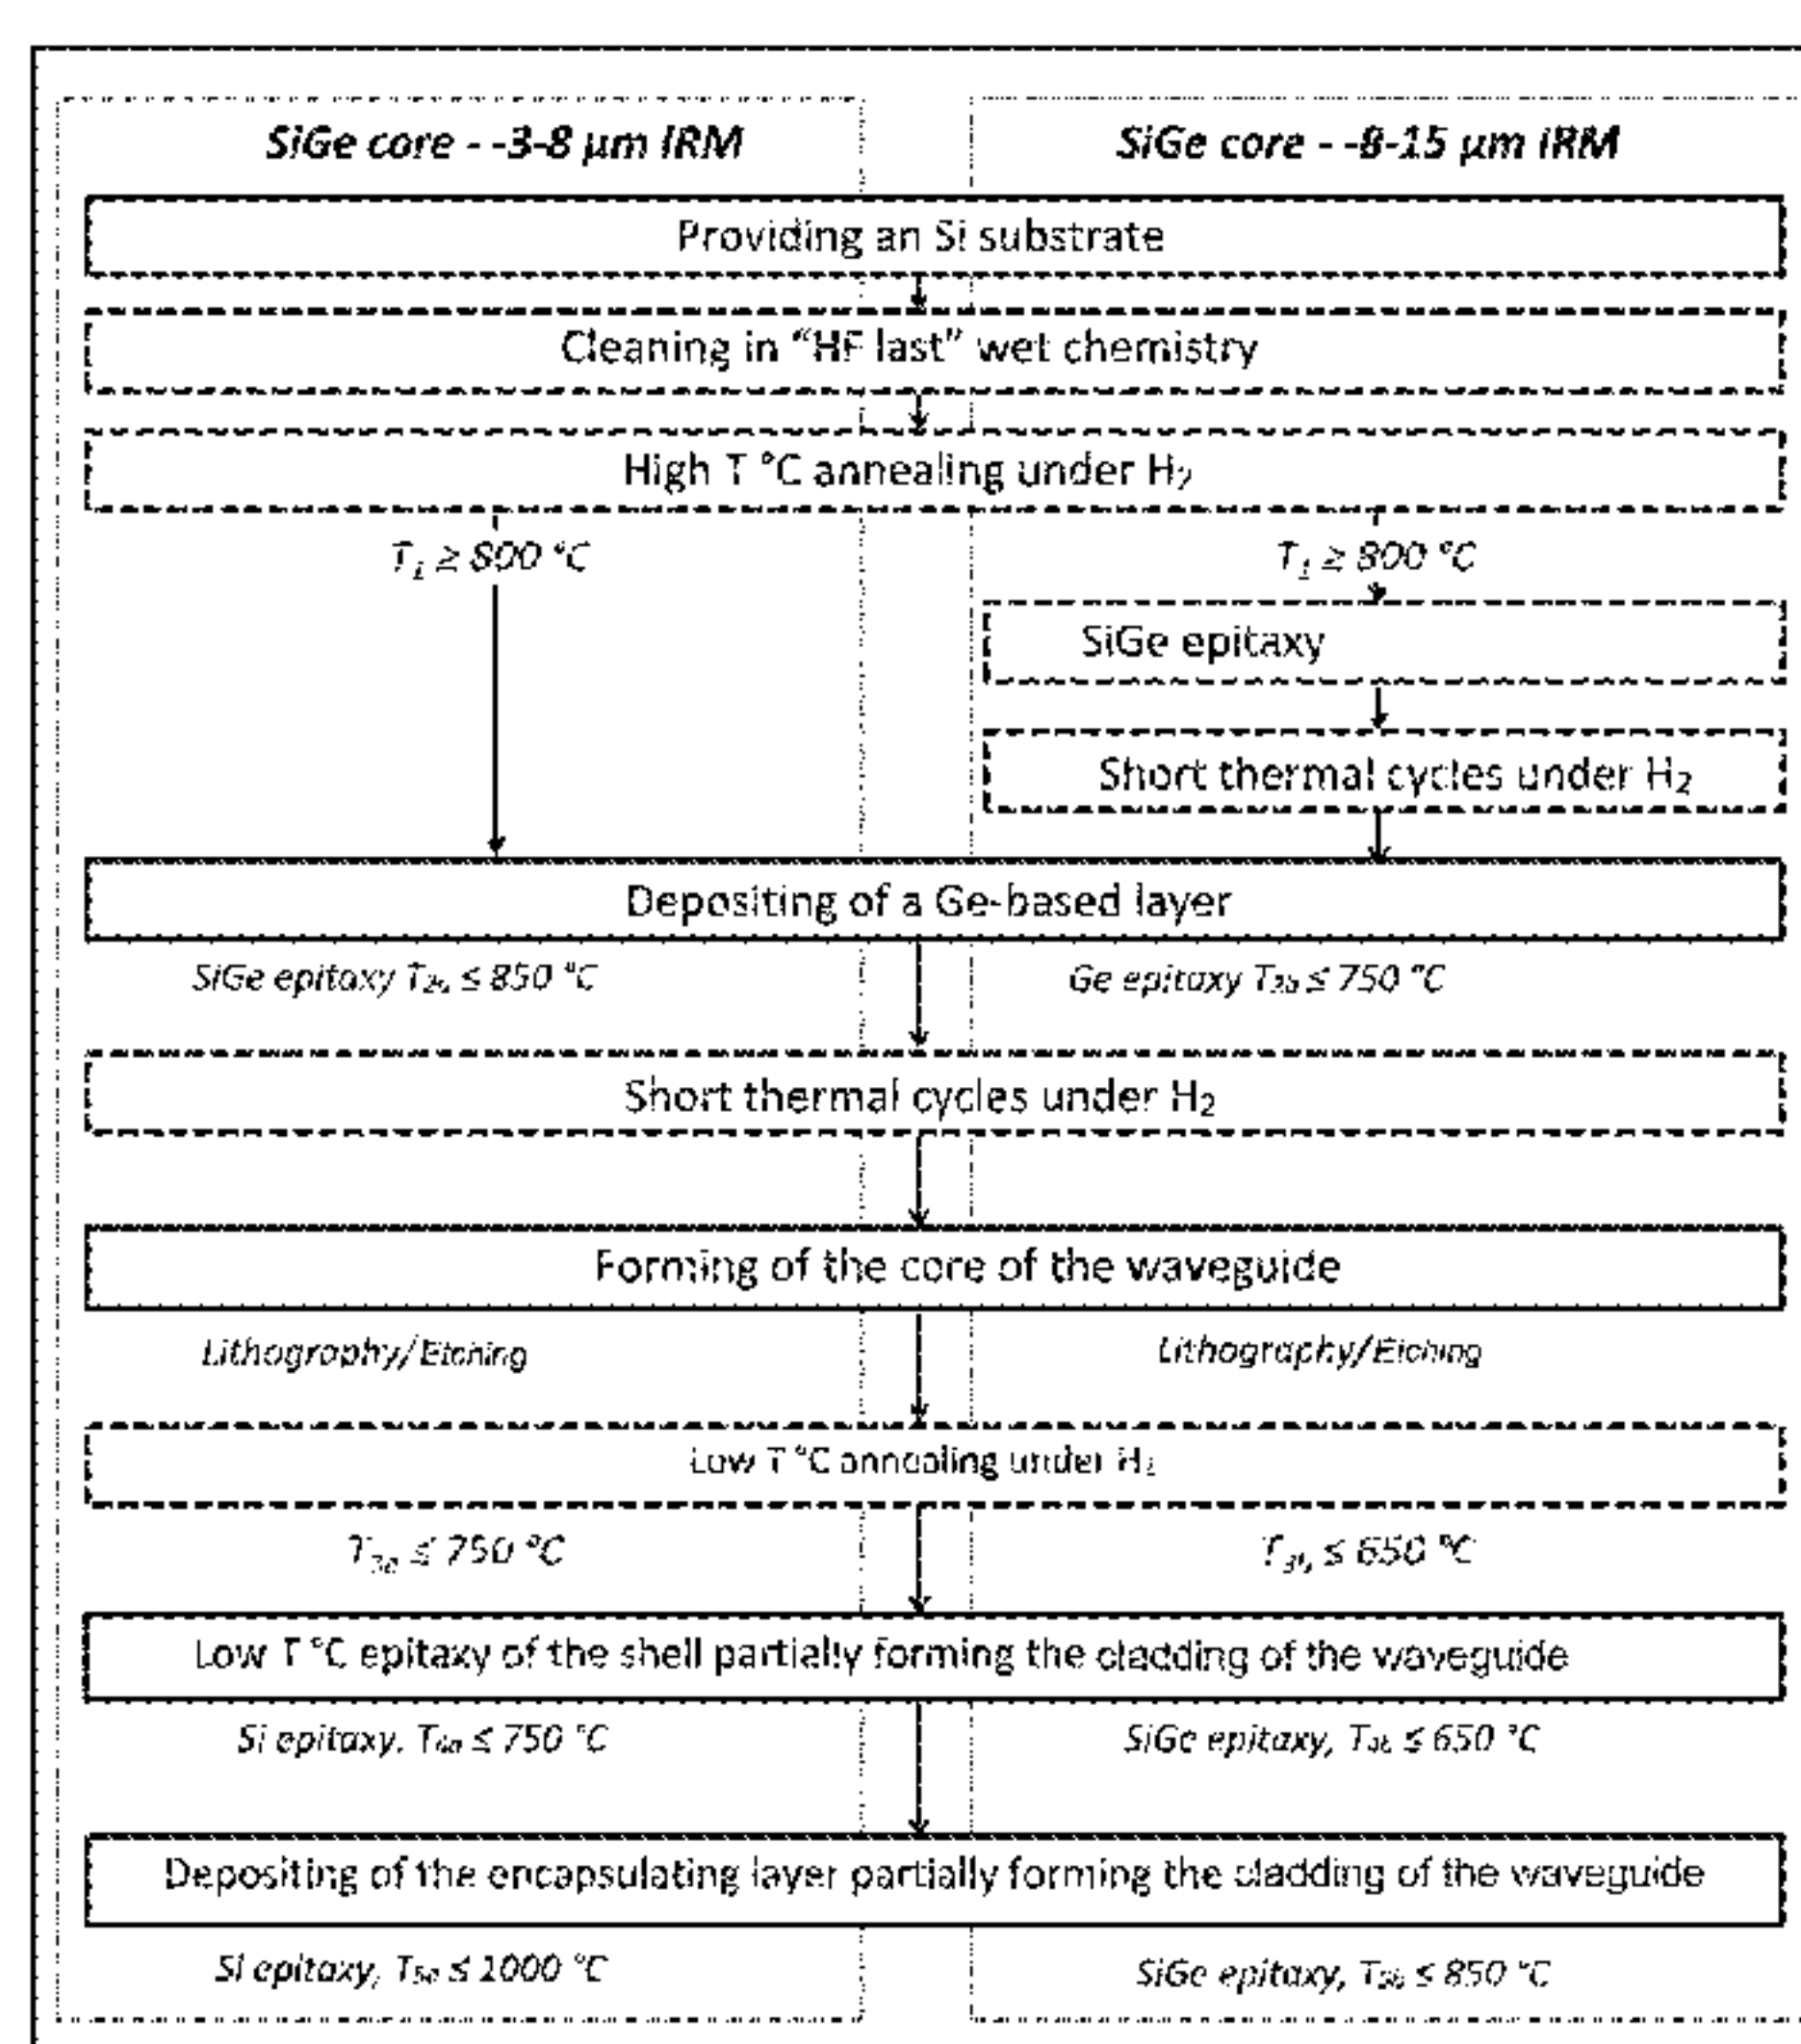 SiGe core - -3-8 µm IRM
SiGe core - -8-15 µm IRM
Providing an Si substrate
Cleaning in “HF last” wet chemistry
High T °C annealing under H₂
T₁ ≥ 800 °C
T₁ ≥ 800 °C
SiGe epitaxy
Short thermal cycles under H₂
Depositing of a Ge-based layer
SiGe epitaxy T₂ₐ ≤ 850 °C
Ge epitaxy ≤ 750 °C
Short thermal cycles under H₂
Forming of the core of the waveguide
Lithography/Etching
Lithography/Etching
Low T °C annealing under H₂
T₃ₐ ≤ 750 °C
≤ 650 °C
Low T °C epitaxy of the shell partially forming the cladding of the waveguide
Si epitaxy, T₄ₐ ≤ 750 °C
SiGe epitaxy, ≤ 650 °C
Depositing of the encapsulating layer partially forming the cladding of the waveguide
Si epitaxy, T₅ₐ ≤ 1000 °C
SiGe epitaxy, ≤ 850 °C